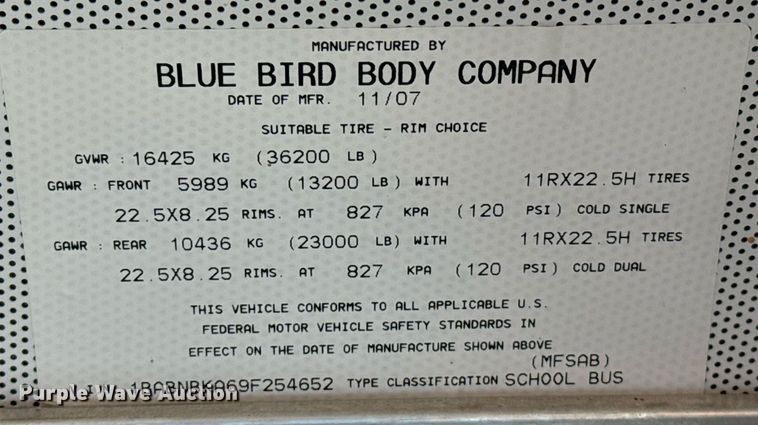 MANUFACTURED BY
BLUE BIRD BODY COMPANY
DATE OF MFR. 11/07
SUITABLE TIRE - RIM CHOICE
GVWR : 16425 KG (36200 LB)
GAWR : FRONT 5989 KG (13200 LB) WITH 11RX22.5H TIRES
22.5X8.25 RIMS. AT 827 KPA (120 PSI) COLD SINGLE
GAWR : REAR 10436 KG (23000 LB) WITH 11RX22.5H TIRES
22.5X8.25 RIMS. AT 827 KPA (120 PSI) COLD DUAL
THIS VEHICLE CONFORMS TO ALL APPLICABLE U.S.
FEDERAL MOTOR VEHICLE SAFETY STANDARDS IN
EFFECT ON THE DATE OF MANUFACTURE SHOWN ABOVE
(MFSAB)
TYPE CLASSIFICATION SCHOOL BUS
Purple Wave Auction